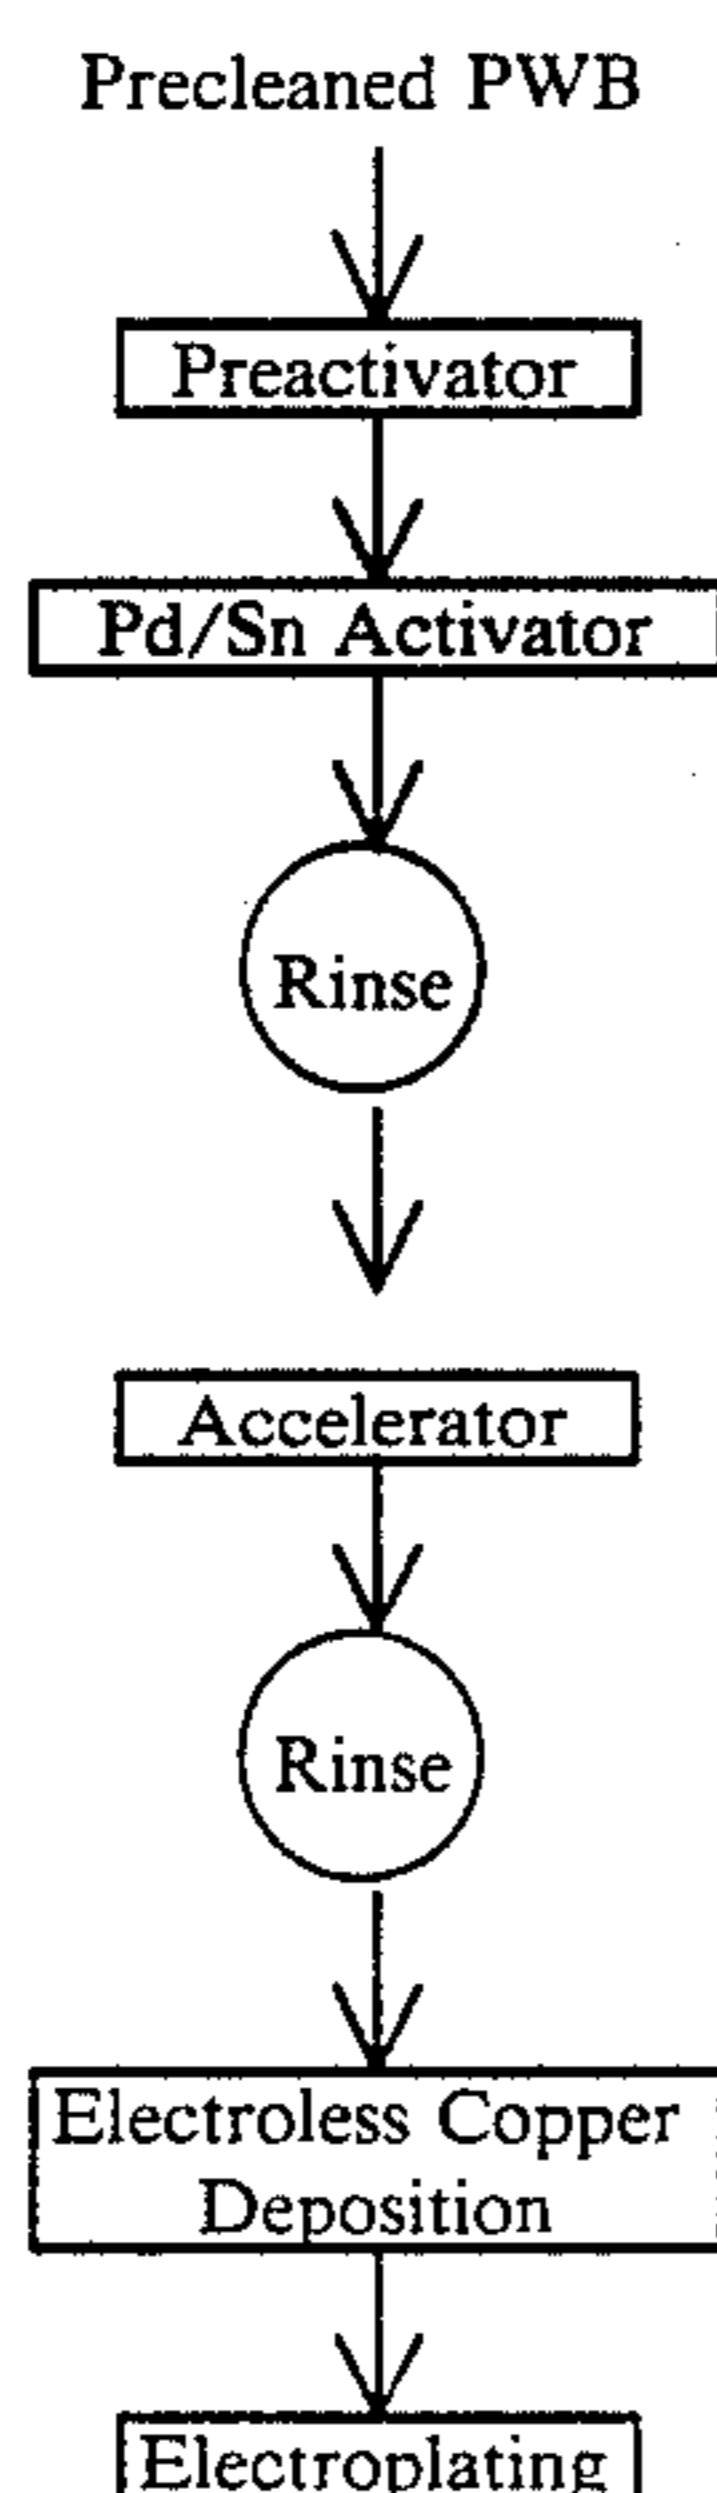 Precleaned PWB
Preactivator
Pd/Sn Activator
Rinse
Accelerator
Rinse
Electroless Copper
Deposition
Electroplating